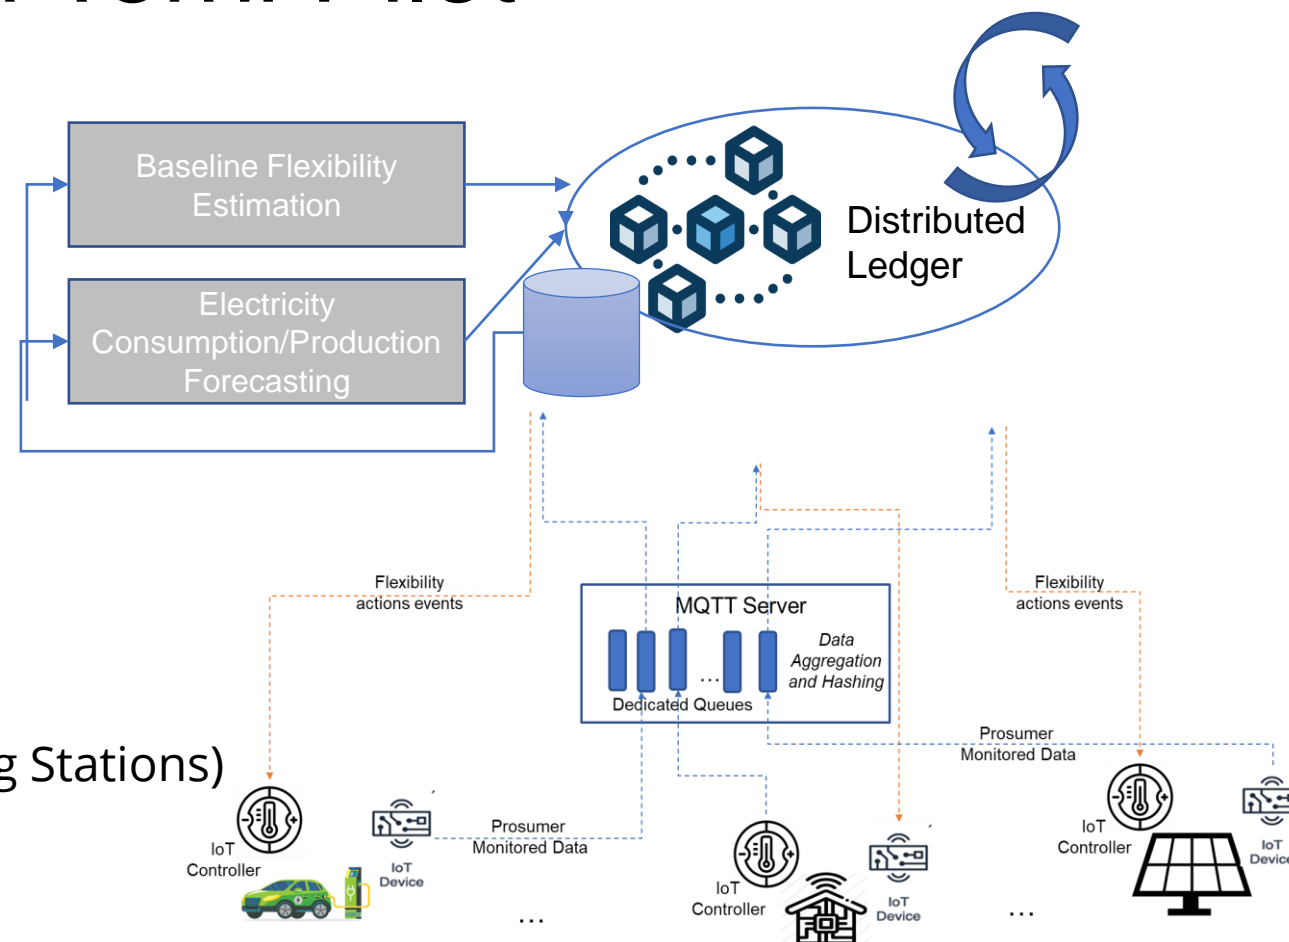 Pilot
Baseline Flexibility
Estimation
Distributed
Ledger
Electricity
Consumption/Production
Forecasting
Flexibility
actions events
MQTT Server
Data
Aggregation
and Hashing
...
Dedicated Queues
Flexibility
actions events
Prosumer
Monitored Data
g Stations)
IoT
Controller
IoT
Device
Prosumer
Monitored Data
...
IoT
Controller
IoT
Device
...
IoT
Controller
IoT
Device